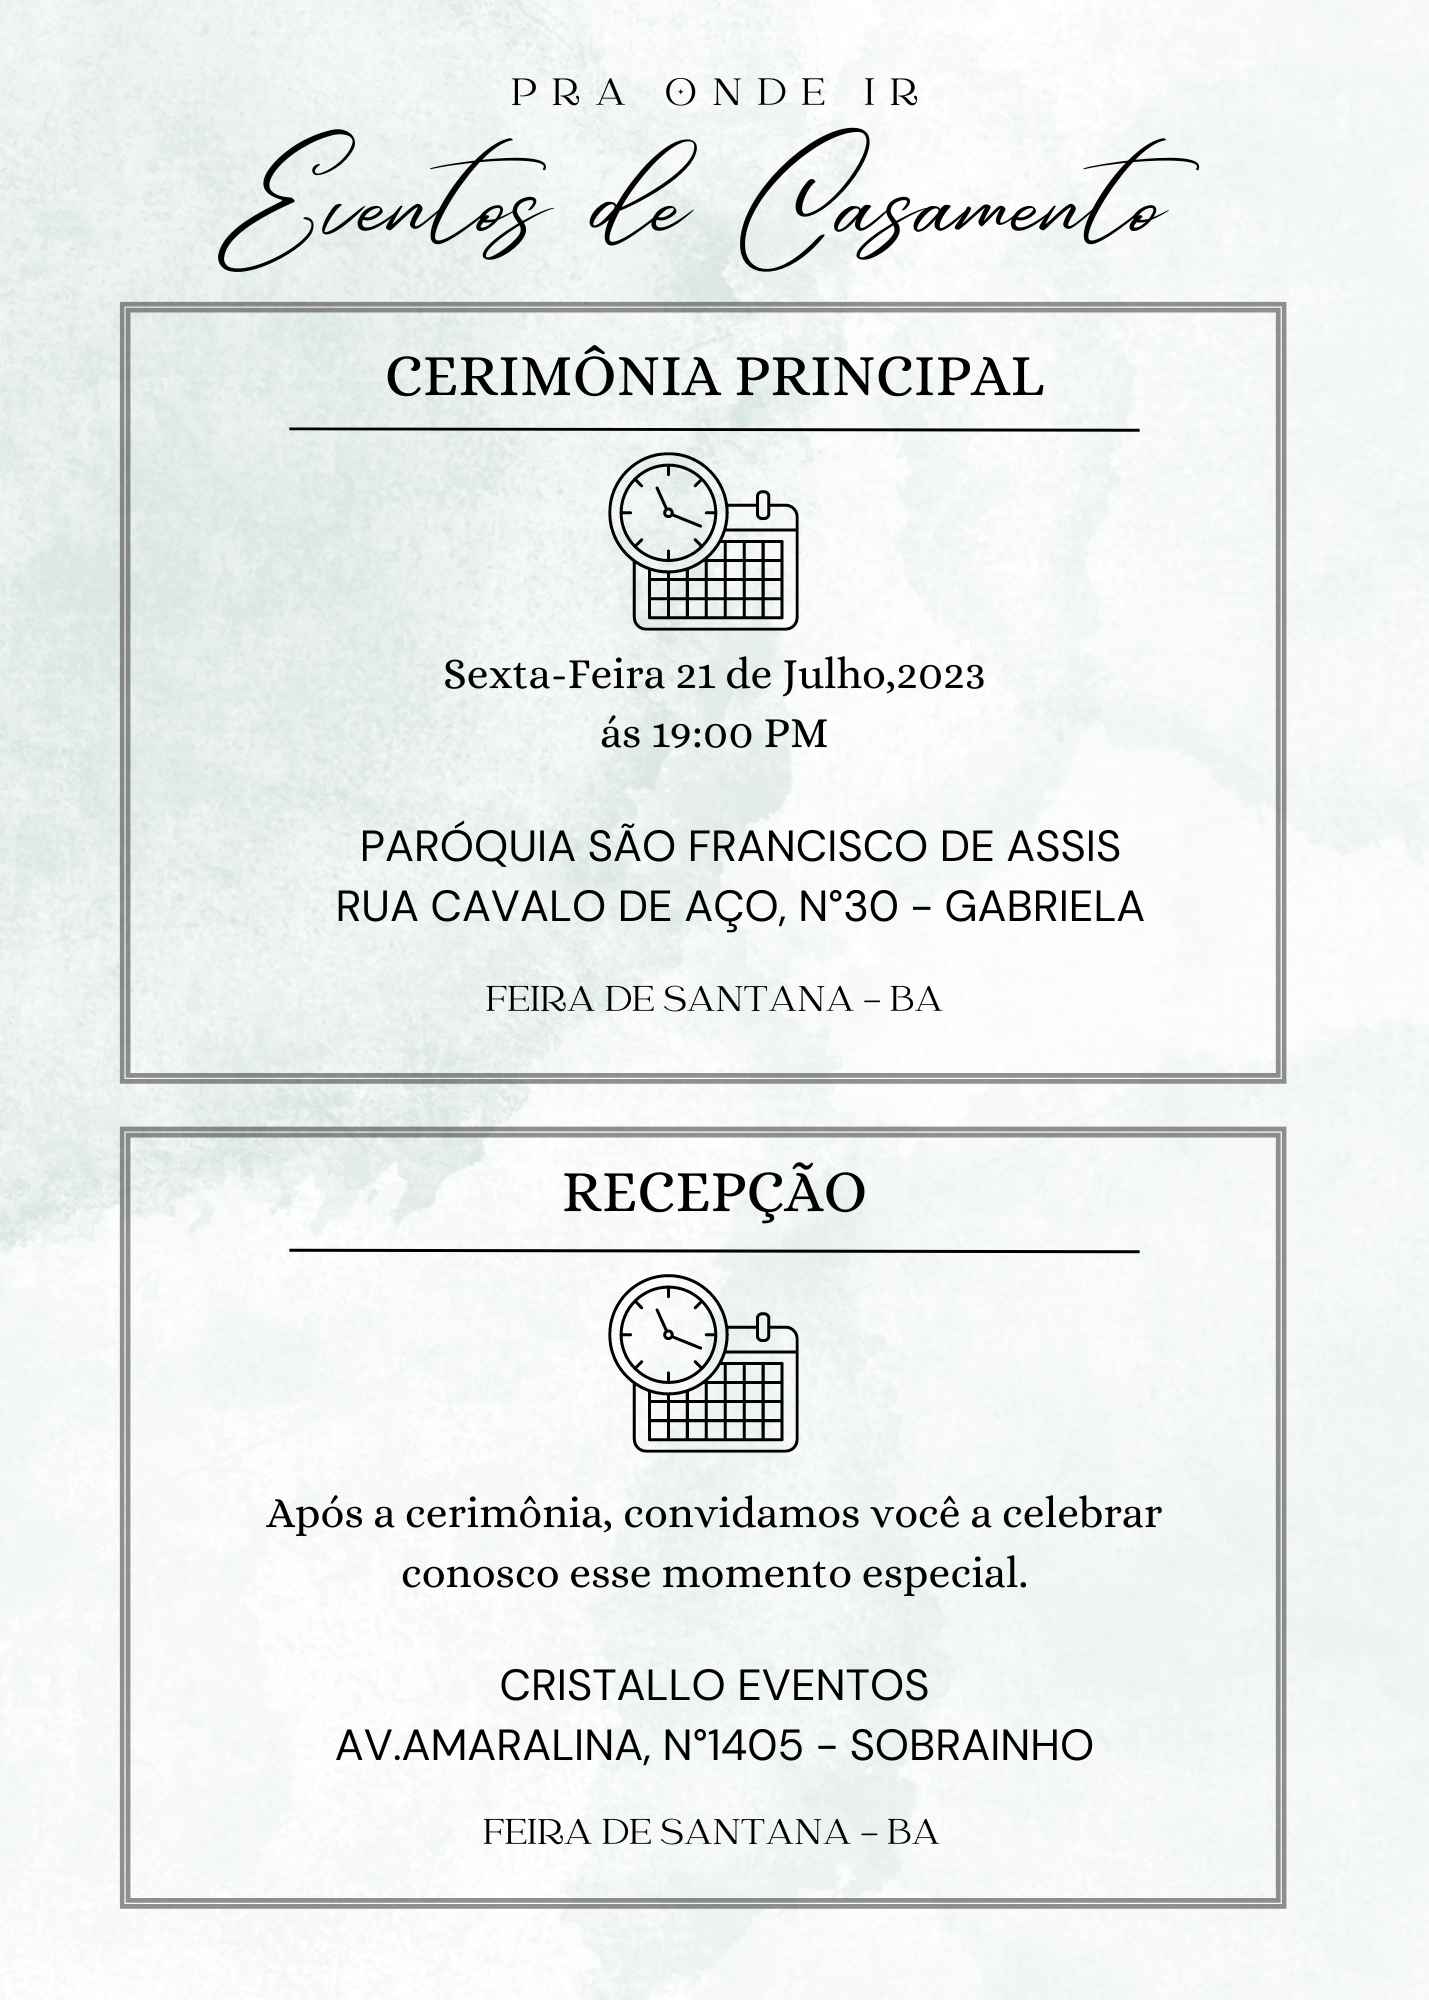 PRA ONDE IR
Eventos de Casamento
CERIMÔNIA PRINCIPAL
Sexta-Feira 21 de Julho,2023
ás 19:00 PM
PARÓQUIA SÃO FRANCISCO DE ASSIS
RUA CAVALO DE AÇO, N°30 - GABRIELA
FEIRA DE SANTANA - BA
RECEPÇÃO
Após a cerimônia, convidamos você a celebrar
conosco esse momento especial.
CRISTALLO EVENTOS
AV.AMARALINA, N°1405 - SOBRAINHO
FEIRA DE SANTANA - BA